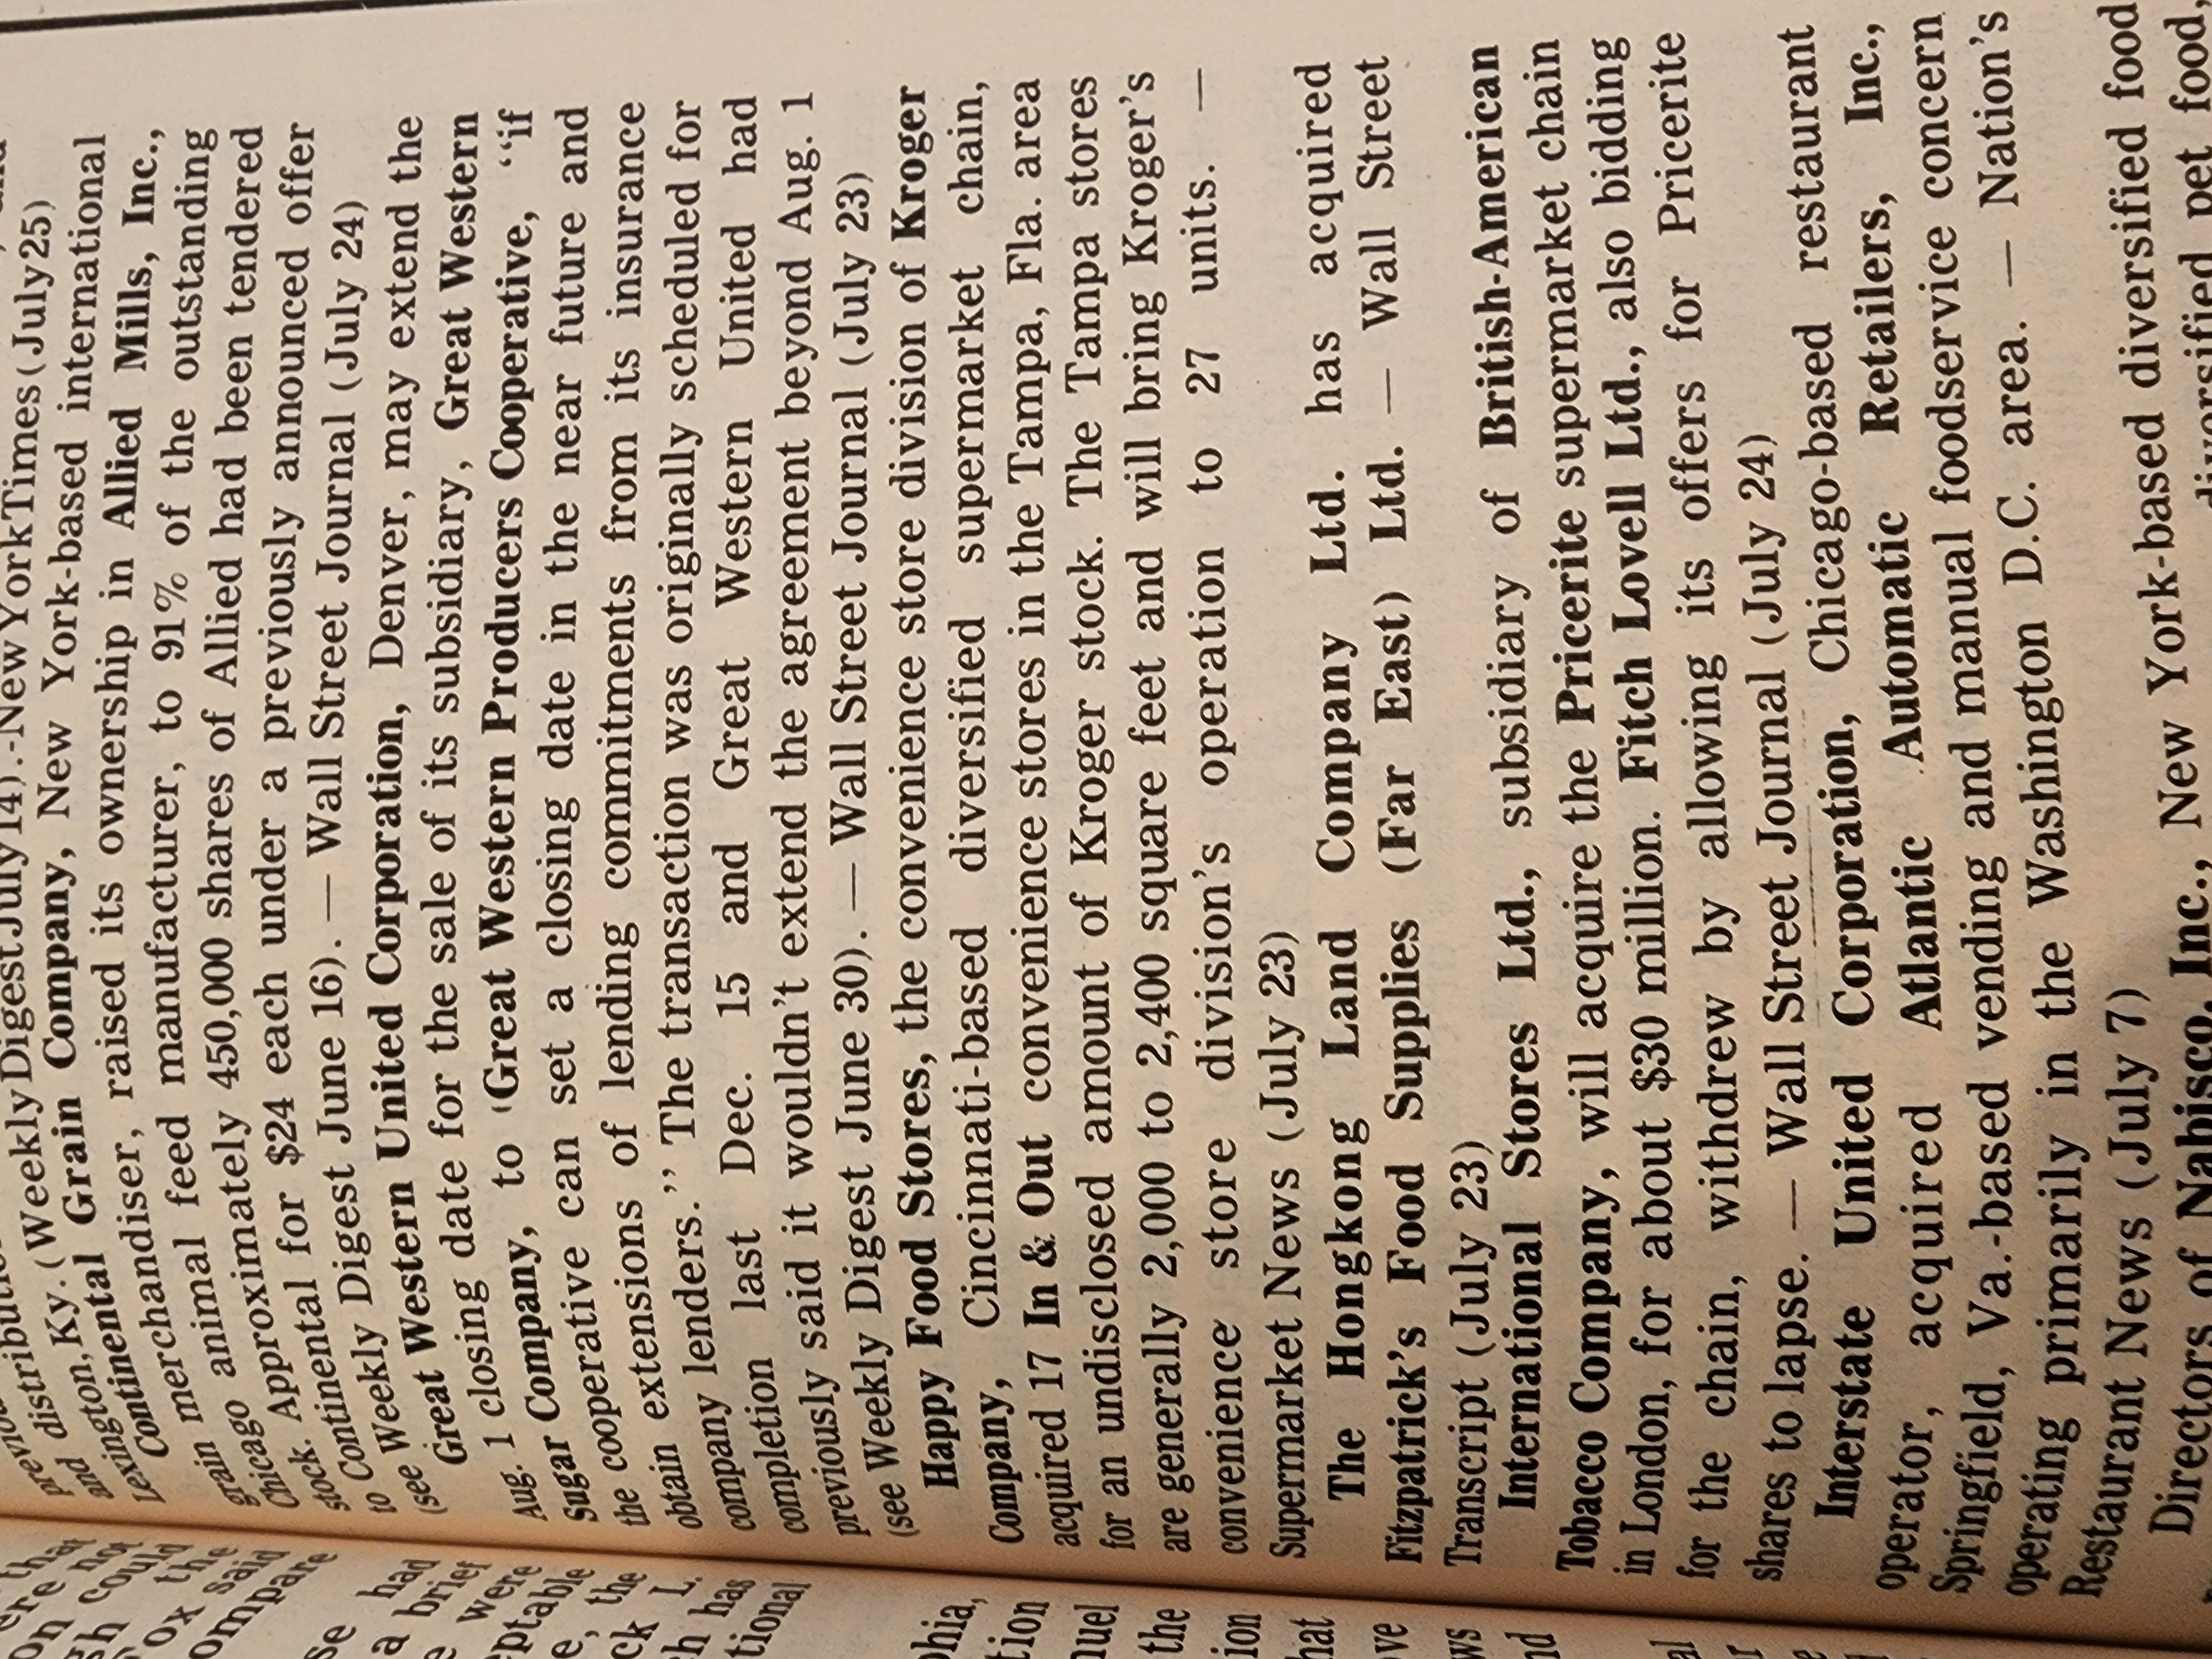 (Weekly Digest July 14).-New York Times (July 25)
and distri
Lexington, Ky.
Continental Grain Company, New York-based international
grain merchandiser, raised its ownership in Allied Mills, Inc.,
Chicago animal feed manufacturer, to 91% of the outstanding
stock. Approximately 450,000 shares of Allied had been tendered
to Continental for $24 each under a previously announced offer
(see Weekly Digest June 16). — Wall Street Journal (July 24)
Great Western United Corporation, Denver, may extend the
Aug. 1 closing date for the sale of its subsidiary, Great Western
Sugar Company, to Great Western Producers Cooperative, "if
the cooperative can set a closing date in the near future and
obtain extensions of lending commitments from its insurance
company lenders." The transaction was originally scheduled for
completion last Dec. 15 and Great Western United had
previously said it wouldn't extend the agreement beyond Aug. 1
(see Weekly Digest June 30). — Wall Street Journal (July 23)
Happy Food Stores, the convenience store division of Kroger
Company, Cincinnati-based diversified supermarket chain,
acquired 17 In & Out convenience stores in the Tampa, Fla. area
for an undisclosed amount of Kroger stock. The Tampa stores
are generally 2,000 to 2,400 square feet and will bring Kroger's
convenience store division's operation to 27 units. —
Supermarket News (July 23)
The Hongkong Land Company Ltd. has acquired
Fitzpatrick's Food Supplies (Far East) Ltd. — Wall Street
Transcript (July 23)
International Stores Ltd., subsidiary of British-American
Tobacco Company, will acquire the Pricerite supermarket chain
in London, for about $30 million. Fitch Lovell Ltd., also bidding
for the chain, withdrew by allowing its offers for Pricerite
shares to lapse. — Wall Street Journal (July 24)
Interstate United Corporation, Chicago-based restaurant
operator, acquired Atlantic Automatic Retailers, Inc.,
Springfield, Va.-based vending and manual foodservice concern
operating primarily in the Washington D.C. area. — Nation's
Restaurant News (July 7)
Directors of Nabisco, Inc., New York-based diversified food
diversified pet food,